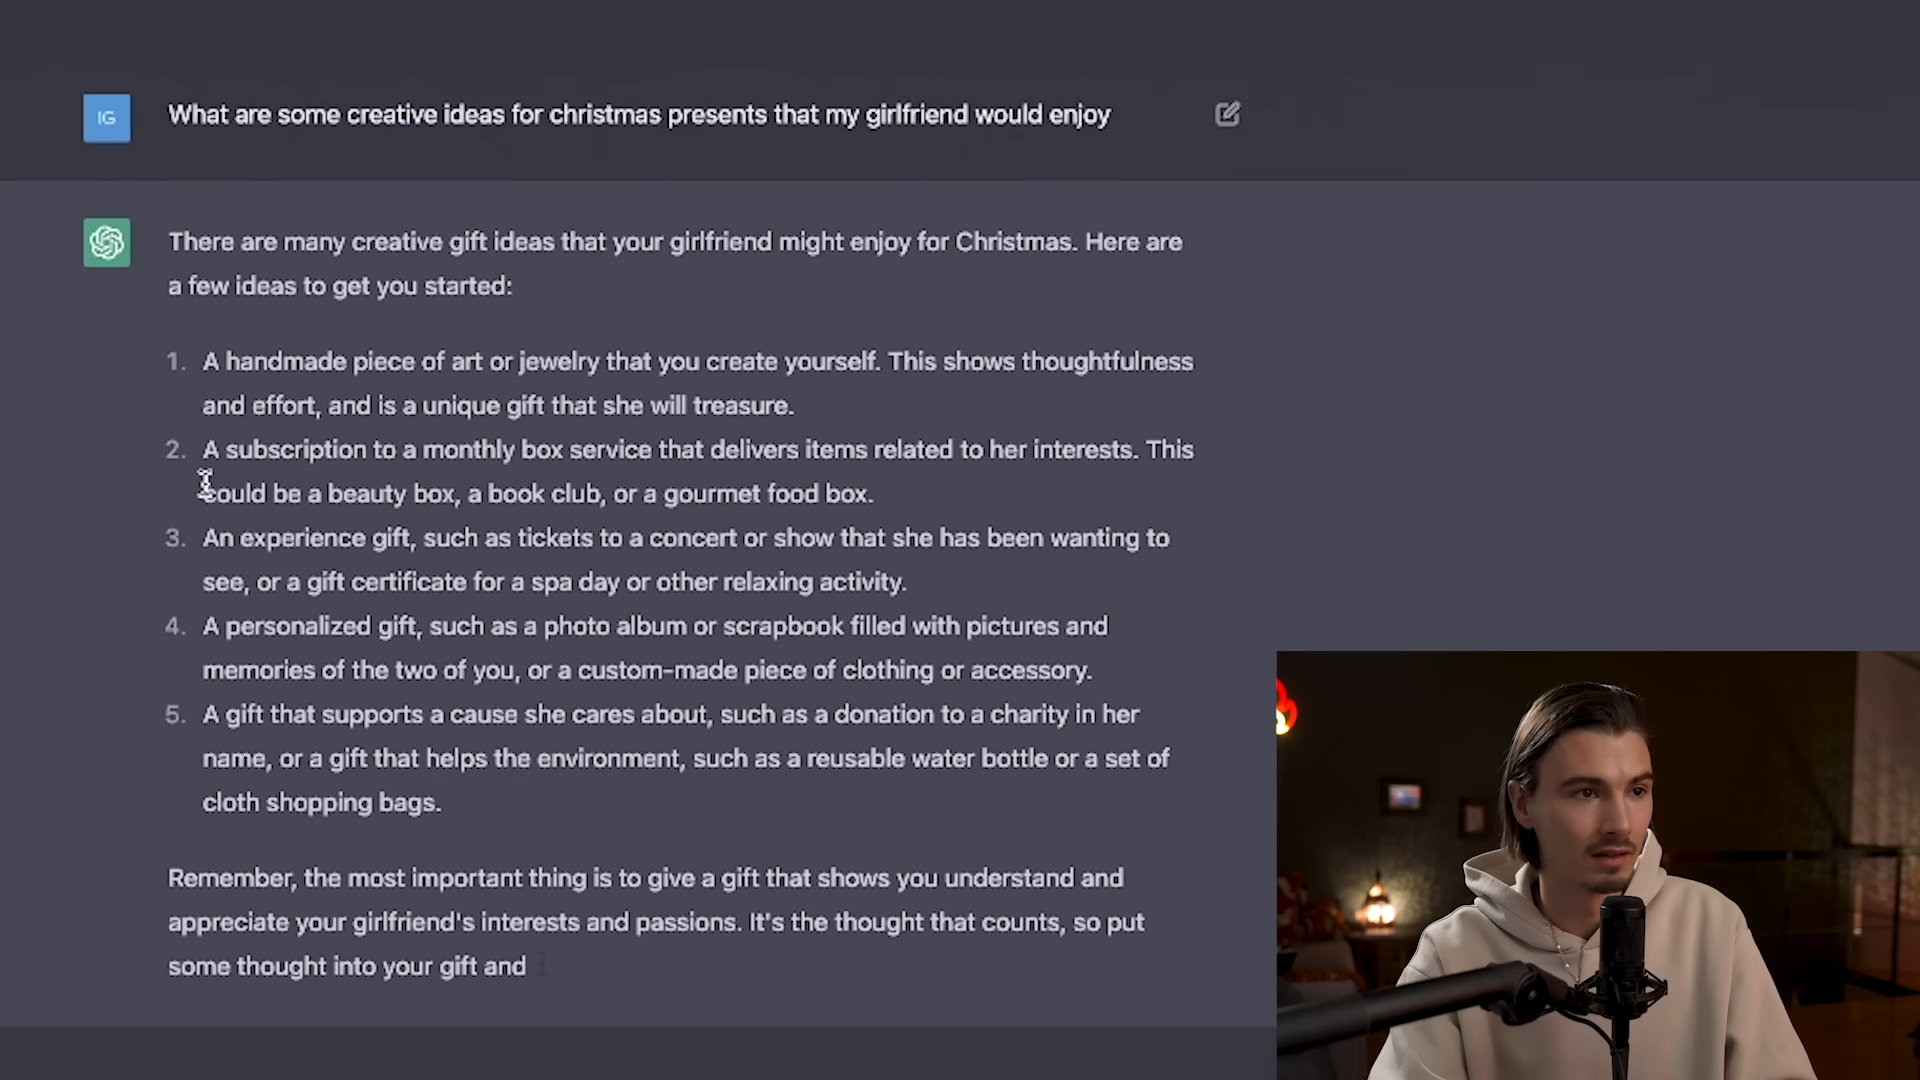 IG
What are some creative ideas for christmas presents that my girlfriend would enjoy
There are many creative gift ideas that your girlfriend might enjoy for Christmas. Here are
a few ideas to get you started:
1. A handmade piece of art or jewelry that you create yourself. This shows thoughtfulness
and effort, and is a unique gift that she will treasure.
2. A subscription to a monthly box service that delivers items related to her interests. This
could be a beauty box, a book club, or a gourmet food box.
3. An experience gift, such as tickets to a concert or show that she has been wanting to
see, or a gift certificate for a spa day or other relaxing activity.
4. A personalized gift, such as a photo album or scrapbook filled with pictures and
memories of the two of you, or a custom-made piece of clothing or accessory.
5. A gift that supports a cause she cares about, such as a donation to a charity in her
name, or a gift that helps the environment, such as a reusable water bottle or a set of
cloth shopping bags.
Remember, the most important thing is to give a gift that shows you understand and
appreciate your girlfriend's interests and passions. It's the thought that counts, so put
some thought into your gift and